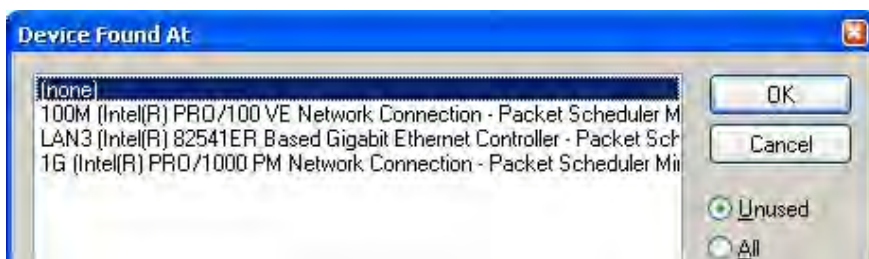 Device Found At
(none)
100M (Intel(R) PRO/100 VE Network Connection - Packet Scheduler M
LAN3 (Intel(R) 82541ER Based Gigabit Ethernet Controller - Packet Sch
1G (Intel(R) PRO/1000 PM Network Connection - Packet Scheduler Mii
OK
Cancel
Unused
All